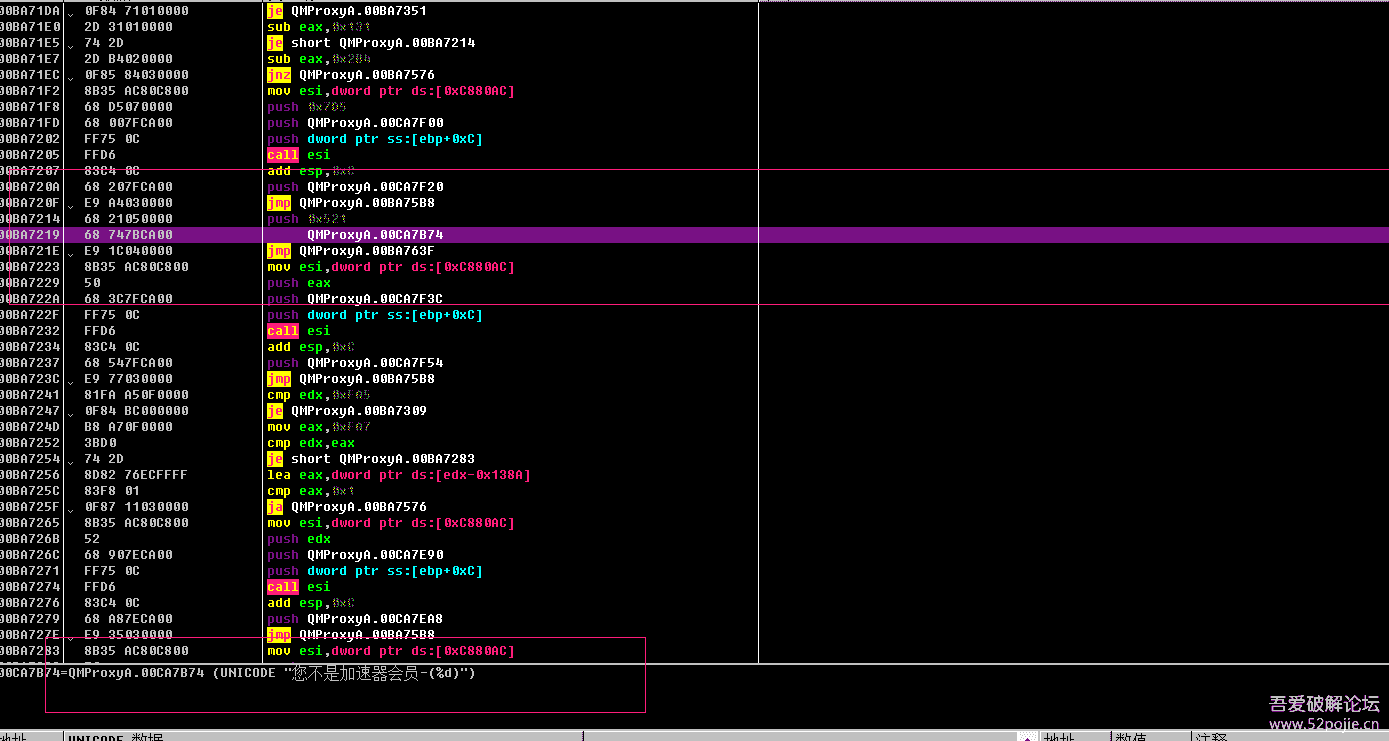 00BA71DA 0F84 71010000 je QMProxyA.00BA7351
00BA71E0 2D 31010000 sub eax,0x131
00BA71E5 74 2D je short QMProxyA.00BA7214
00BA71E7 2D B4020000 sub eax,0x2B4
00BA71EC 0F85 84030000 jnz QMProxyA.00BA7576
00BA71F2 8B35 AC80C800 mov esi,dword ptr ds:[0xC880AC]
00BA71F8 68 D5070000 push 0x7D5
00BA71FD 68 007FCA00 push QMProxyA.00CA7F00
00BA7202 FF75 0C push dword ptr ss:[ebp+0xC]
00BA7205 FFD6 call esi
00BA7207 83C4 0C add esp,0xC
00BA720A 68 207FCA00 push QMProxyA.00CA7F20
00BA720F E9 A4030000 jmp QMProxyA.00BA75B8
00BA7214 68 21050000 push 0x521
00BA7219 68 747BCA00 QMProxyA.00CA7B74
00BA721E E9 1C040000 jmp QMProxyA.00BA763F
00BA7223 8B35 AC80C800 mov esi,dword ptr ds:[0xC880AC]
00BA7229 50 push eax
00BA722A 68 3C7FCA00 push QMProxyA.00CA7F3C
00BA722F FF75 0C push dword ptr ss:[ebp+0xC]
00BA7232 FFD6 call esi
00BA7234 83C4 0C add esp,0xC
00BA7237 68 547FCA00 push QMProxyA.00CA7F54
00BA723C E9 77030000 jmp QMProxyA.00BA75B8
00BA7241 81FA A50F0000 cmp edx,0xFA5
00BA7247 0F84 BC000000 je QMProxyA.00BA7309
00BA724D B8 A70F0000 mov eax,0xFA7
00BA7252 3BD0 cmp edx,eax
00BA7254 74 2D je short QMProxyA.00BA7283
00BA7256 8D82 76ECFFFF lea eax,dword ptr ds:[edx-0x138A]
00BA725C 83F8 01 cmp eax,0x1
00BA725F 0F87 11030000 ja QMProxyA.00BA7576
00BA7265 8B35 AC80C800 mov esi,dword ptr ds:[0xC880AC]
00BA726B 52 push edx
00BA726C 68 907ECA00 push QMProxyA.00CA7E90
00BA7271 FF75 0C push dword ptr ss:[ebp+0xC]
00BA7274 FFD6 call esi
00BA7276 83C4 0C add esp,0xC
00BA7279 68 A87ECA00 push QMProxyA.00CA7EA8
00BA727E E9 35030000 jmp QMProxyA.00BA75B8
00BA7283 8B35 AC80C800 mov esi,dword ptr ds:[0xC880AC]
00CA7B74=QMProxyA.00CA7B74 (UNICODE "您不是加速器会员-(%d)")
吾爱破解论坛
www.52pojie.cn
地址 UNICODE 数据 地址 数值 注释